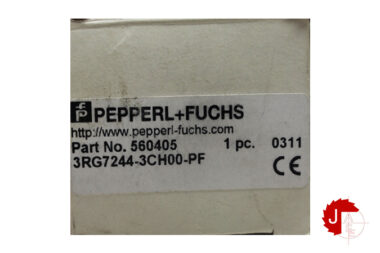 PEPPERL+FUCHS
http://www.pepperl-fuchs.com
Part No. 560405 1 pc. 0311
3RG7244-3CH00-PF CE
J